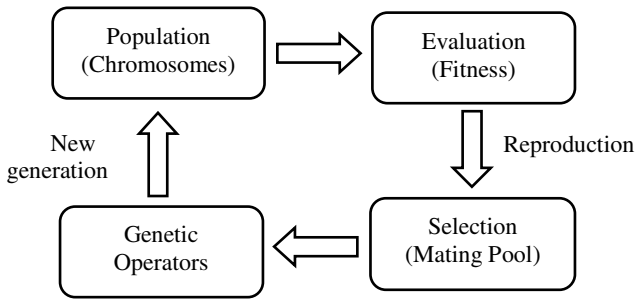 Population
(Chromosomes)
Evaluation
(Fitness)
Reproduction
Selection
(Mating Pool)
Genetic
Operators
New
generation